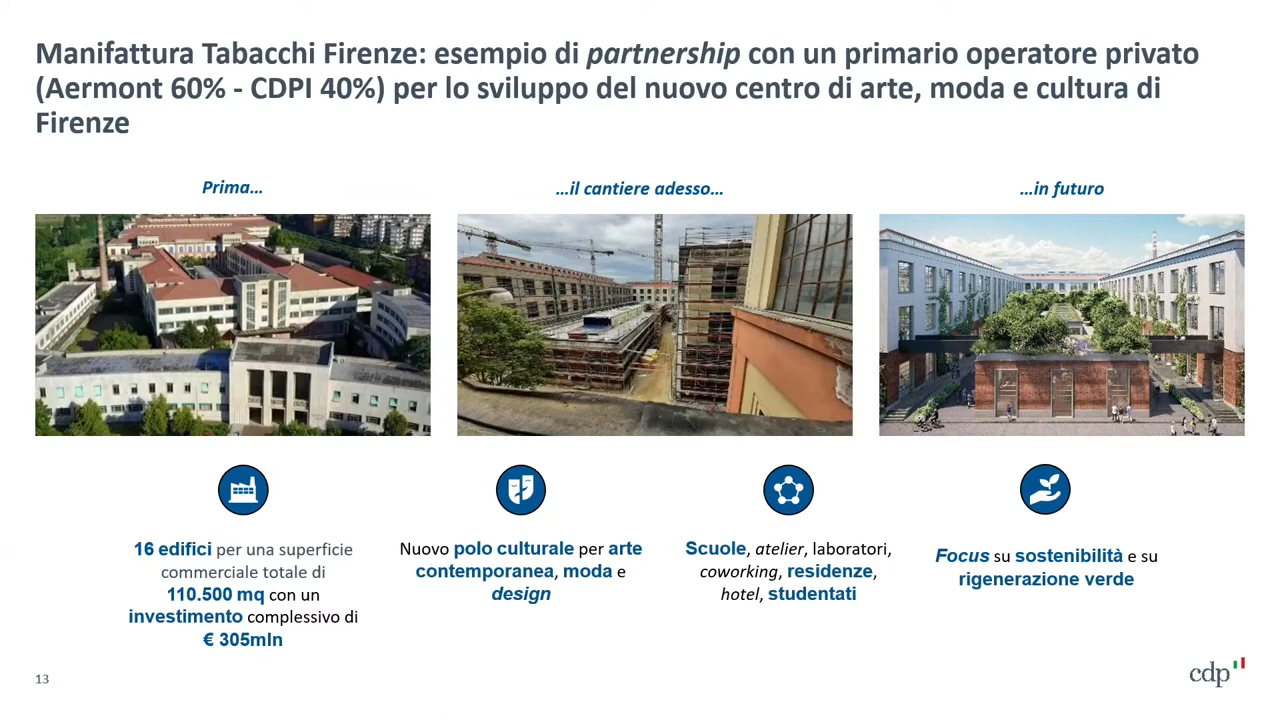 Manifattura Tabacchi Firenze: esempio di partnership con un primario operatore privato
(Aermont 60% - CDPI 40%) per lo sviluppo del nuovo centro di arte, moda e cultura di
Firenze
Prima…
…il cantiere adesso…
…in futuro
16 edifici per una superficie
commerciale totale di
110.500 mq con un
investimento complessivo di
€ 305mln
Nuovo polo culturale per arte
contemporanea, moda e
design
Scuole, atelier, laboratori,
coworking, residenze,
hotel, studentati
Focus su sostenibilità e su
rigenerazione verde
13
cdp